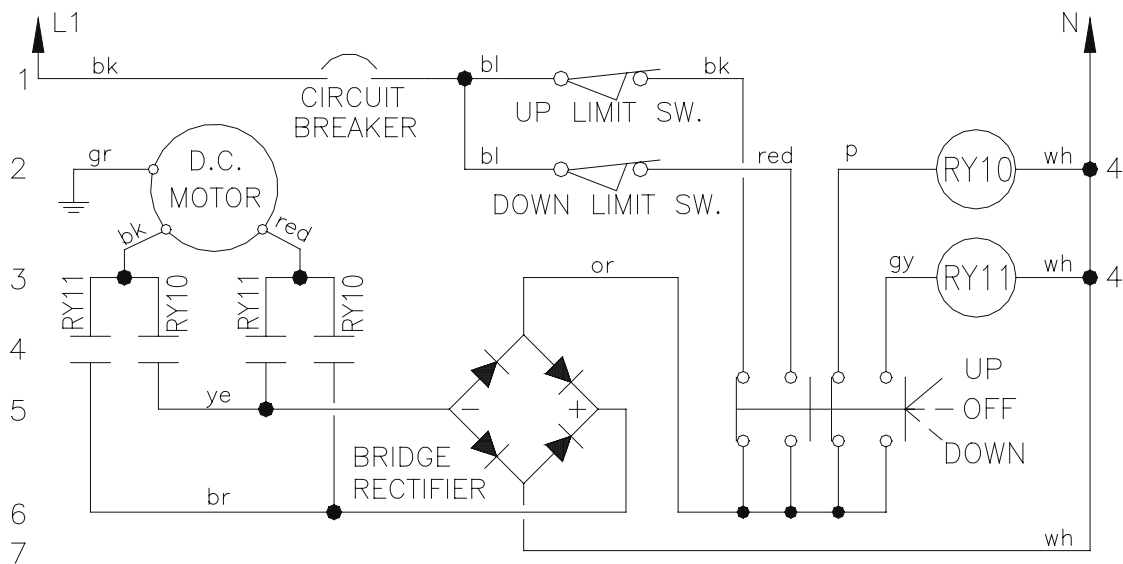 L1
N
1
bk
bl
bk
CIRCUIT
BREAKER
UP LIMIT SW.
2
gr
D.C.
MOTOR
bl
red
p
RY10
wh
4
DOWN LIMIT SW.
bk
red
3
RY11
RY10
RY11
RY10
or
gy
RY11
wh
4
4
UP
5
ye
–
+
OFF
DOWN
BRIDGE
RECTIFIER
6
br
7
wh